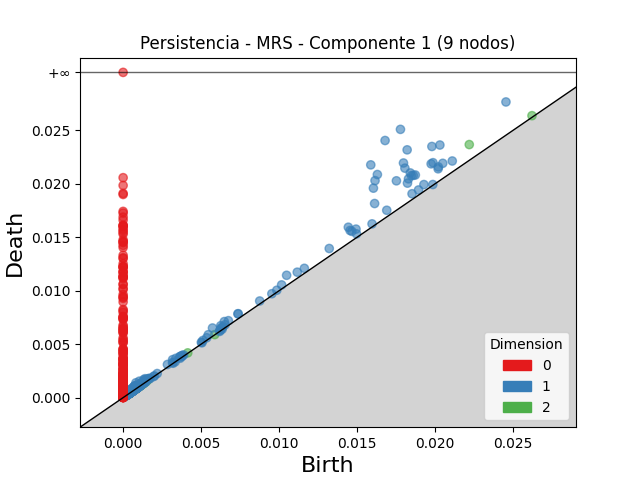 Persistencia - MRS - Componente 1 (9 nodos)
+∞
0.025
0.020
0.015
0.010
0.005
0.000
Death
0.000 0.005 0.010 0.015 0.020 0.025
Birth
Dimension
0
1
2